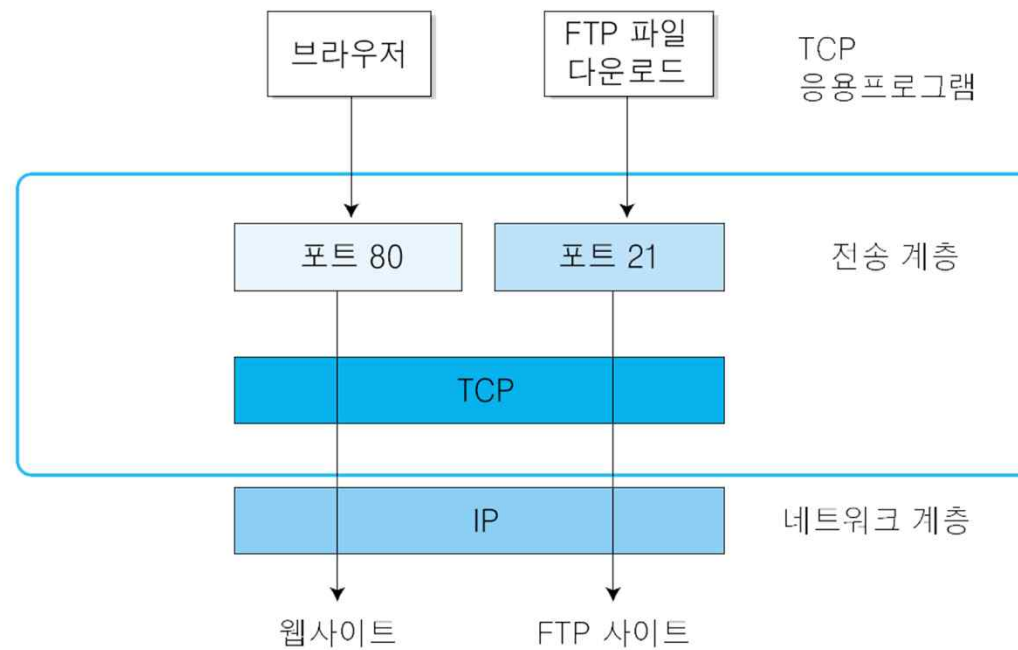 브라우저
FTP 파일
다운로드
TCP
응용프로그램
포트 80
포트 21
전송 계층
TCP
IP
네트워크 계층
웹사이트
FTP 사이트